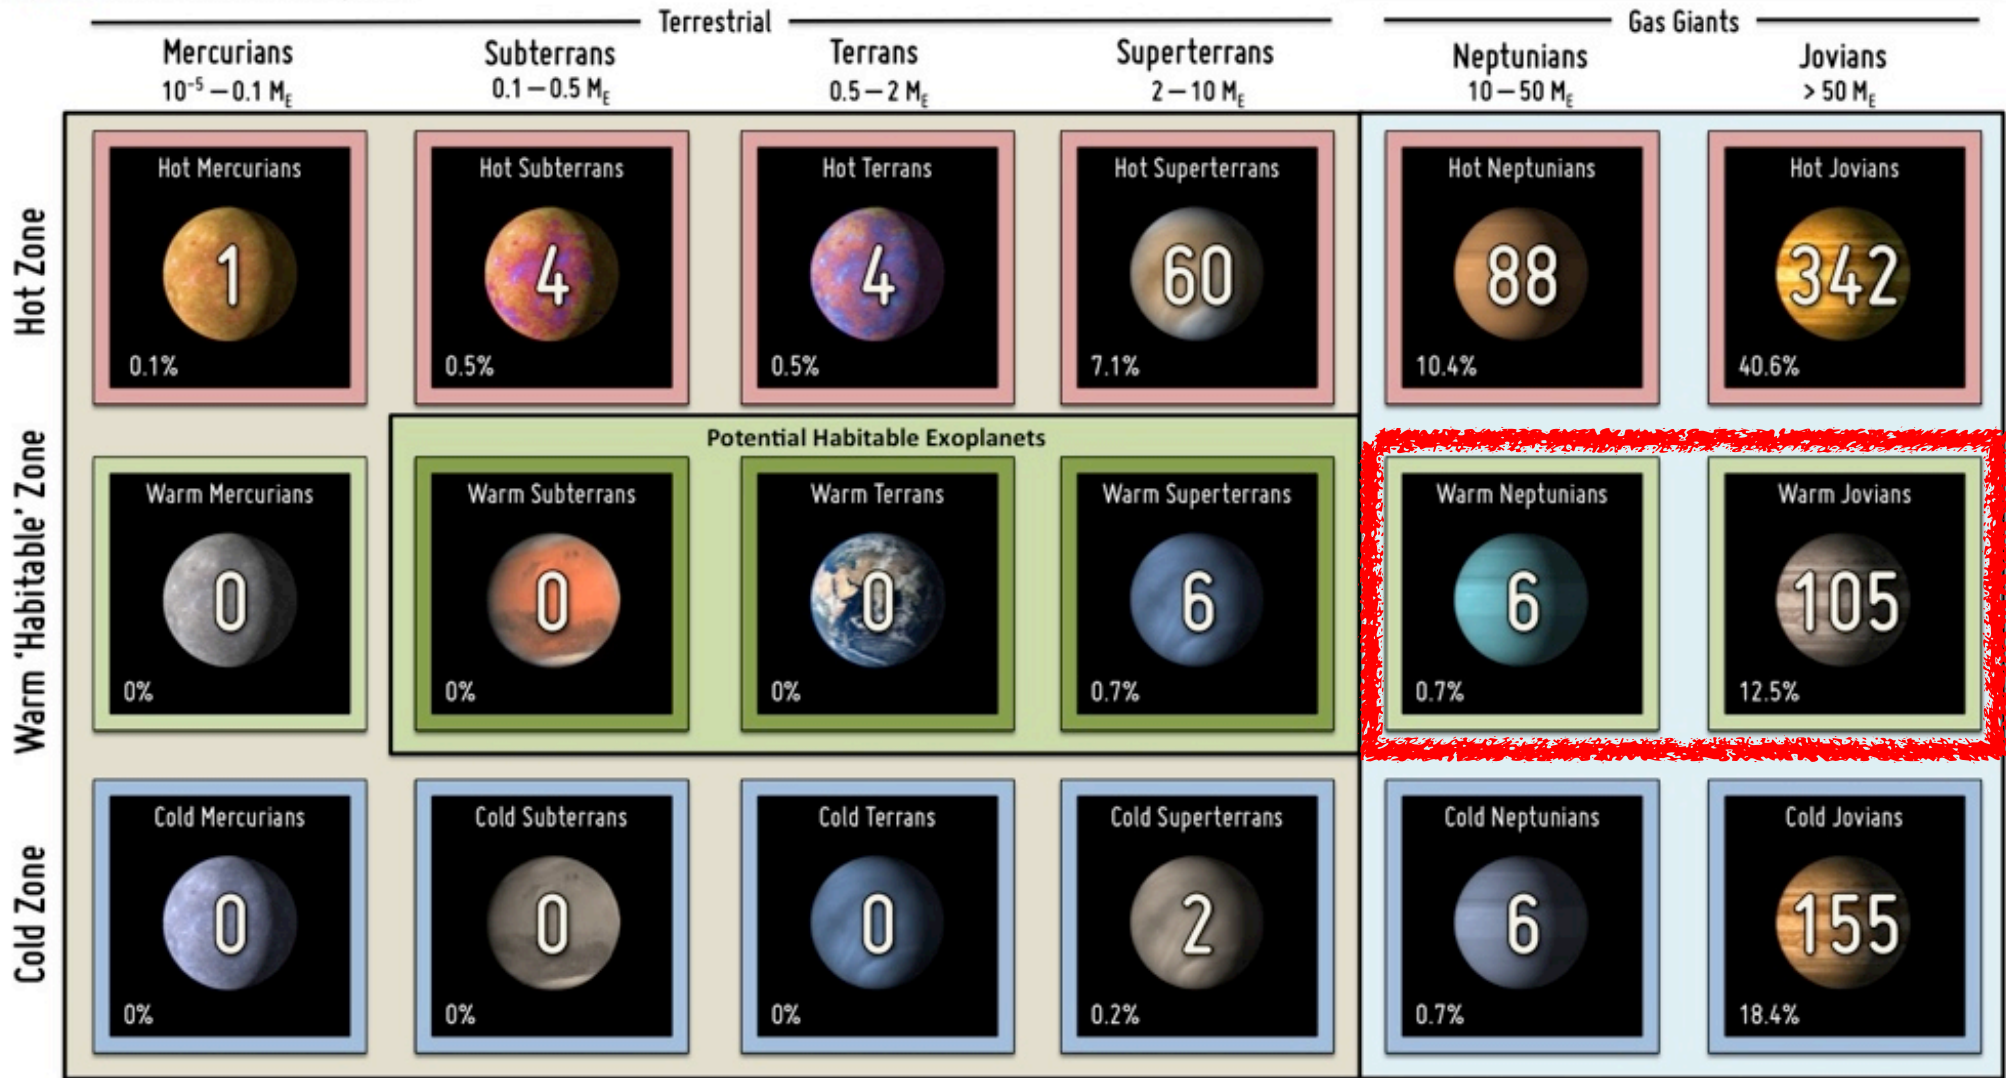 Terrestrial Gas Giants
Mercurians Subterrans Terrans Superterrans Neptunians Jovians
10⁻⁵ — 0.1 M_E 0.1 — 0.5 M_E 0.5 — 2 M_E 2 — 10 M_E 10 — 50 M_E > 50 M_E
Hot Zone
Hot Mercurians Hot Subterrans Hot Terrans Hot Superterrans Hot Neptunians Hot Jovians
1 4 4 60 88 342
0.1% 0.5% 0.5% 7.1% 10.4% 40.6%
Warm 'Habitable' Zone
Potential Habitable Exoplanets
Warm Mercurians Warm Subterrans Warm Terrans Warm Superterrans Warm Neptunians Warm Jovians
0 0 0 6 6 105
0% 0% 0% 0.7% 0.7% 12.5%
Cold Zone
Cold Mercurians Cold Subterrans Cold Terrans Cold Superterrans Cold Neptunians Cold Jovians
0 0 0 2 6 155
0% 0% 0% 0.2% 0.7% 18.4%